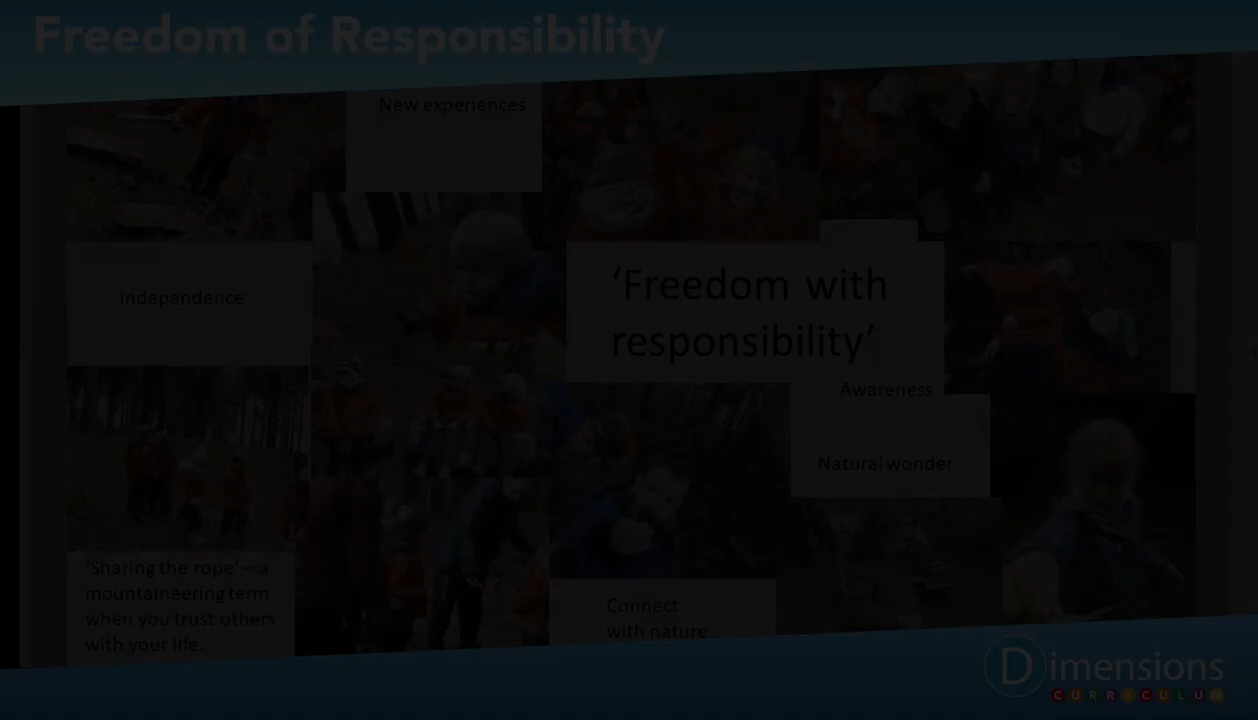 Freedom of Responsibility
New experiences
Independence
‘Freedom with
responsibility’
Awareness
Natural wonder
‘Sharing the rope’ – a
mountaineering term
when you trust others
with your life.
Connect
with nature
Dimensions
CURRICULUM